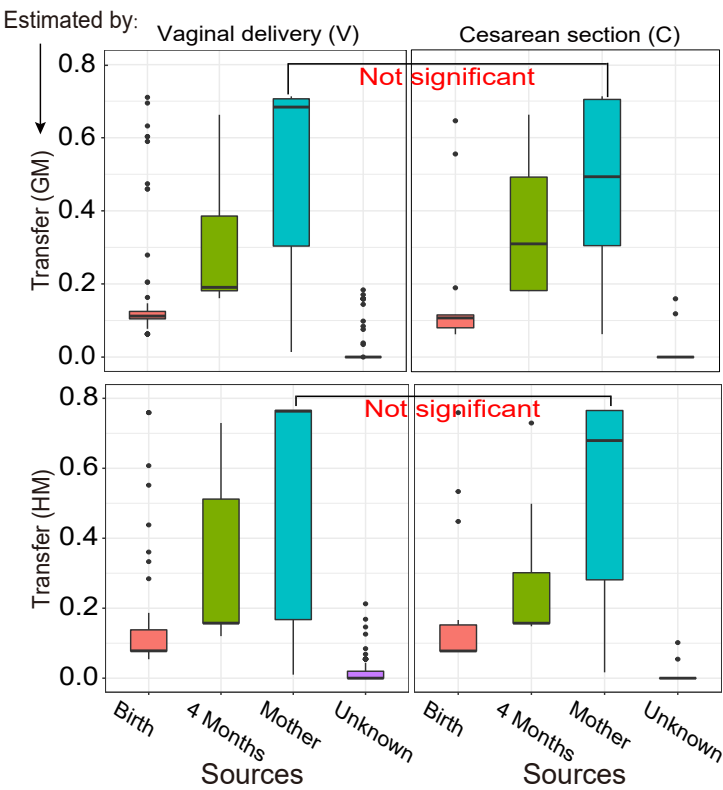 Estimated by:
Vaginal delivery (V)
Cesarean section (C)
Transfer (GM)
0.8
0.6
0.4
0.2
0.0
Not significant
Transfer (HM)
0.8
0.6
0.4
0.2
0.0
Not significant
Birth
4 Months
Mother
Unknown
Birth
4 Months
Mother
Unknown
Sources
Sources